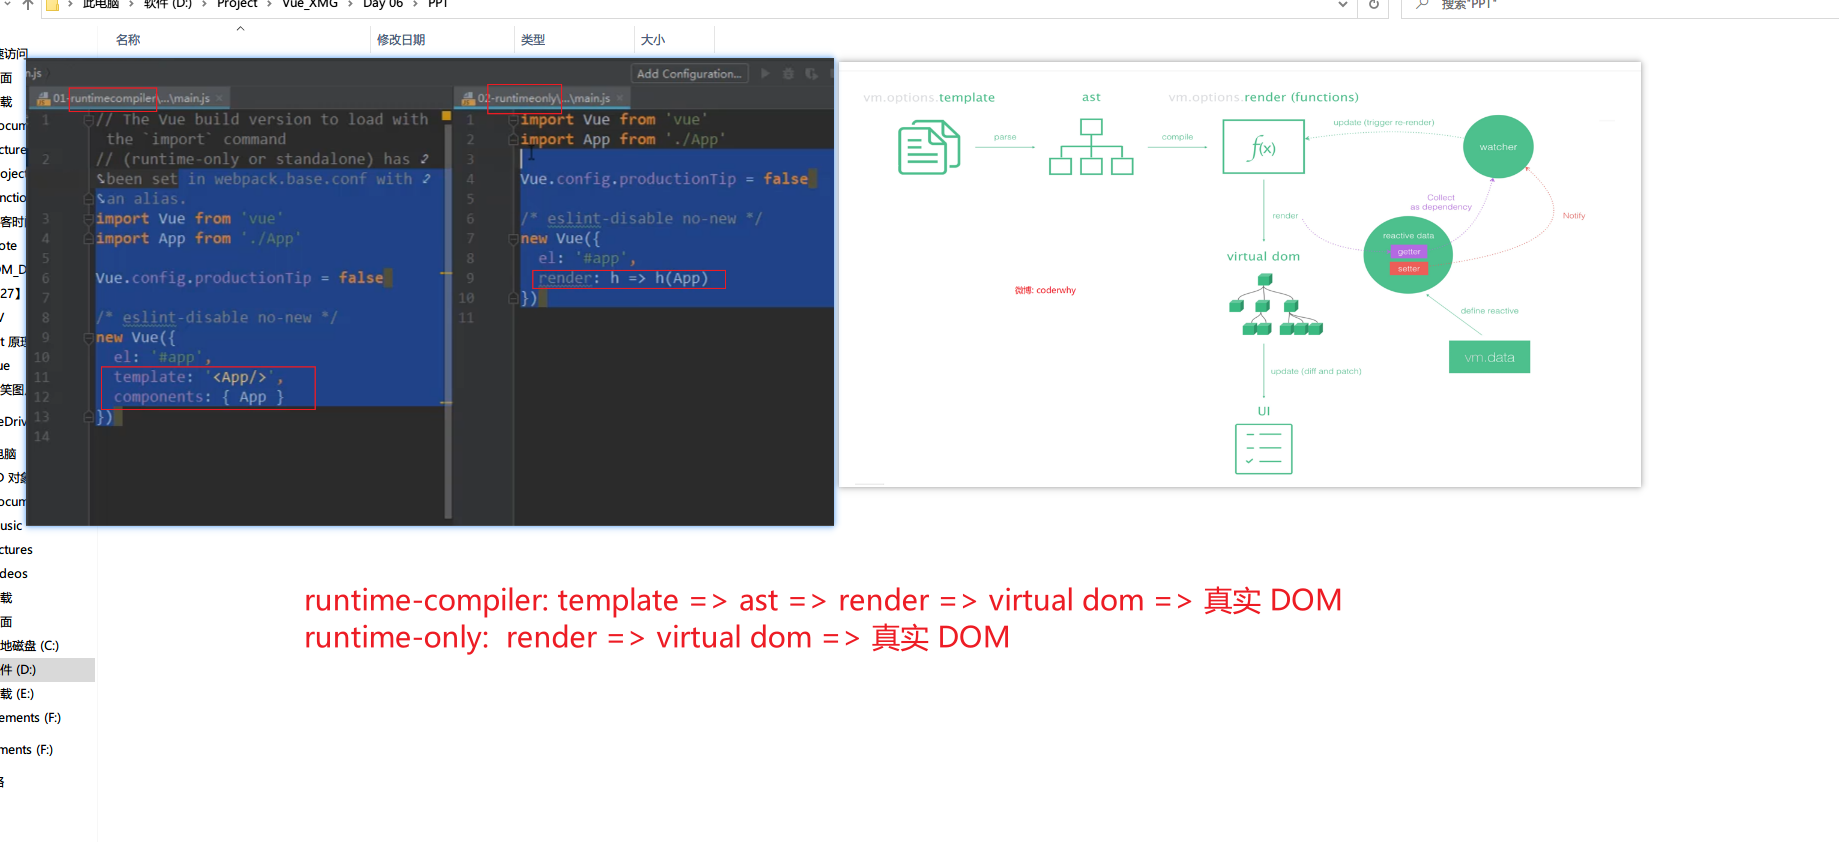 此电脑 > 软件 (D:) > Project > Vue_XMG > Day 06 > PPT
搜索"PPT"
名称
修改日期
类型
大小
速访问
面
载
ocum
cture
rojec
nctio
客时间
ote
OM_D
27】
t 原理
ue
笑图
eDriv
电脑
D 对象
ocum
usic
ctures
deos
载
面
地磁盘 (C:)
件 (D:)
载 (E:)
ements (F:)
ments (F:)
n.js
Add Configuration...
01-runtimecompiler\...\main.js ×
1 // The Vue build version to load with
the `import` command
2 // (runtime-only or standalone) has
been set in webpack.base.conf with
an alias.
3 import Vue from 'vue'
4 import App from './App'
5
6 Vue.config.productionTip = false
7
8 /* eslint-disable no-new */
9 new Vue({
10 el: '#app',
11 template: '<App/>',
12 components: { App }
13 })
14
02-runtimeonly\...\main.js ×
1 import Vue from 'vue'
2 import App from './App'
3
4 Vue.config.productionTip = false
5
6 /* eslint-disable no-new */
7 new Vue({
8 el: '#app',
9 render: h => h(App)
10 })
11
vm.options.template
ast
vm.options.render (functions)
parse
compile
f(x)
update (trigger re-render)
watcher
Collect
as dependency
Notify
render
reactive data
getter
setter
virtual dom
微博: coderwhy
define reactive
vm.data
update (diff and patch)
UI
runtime-compiler: template => ast => render => virtual dom => 真实 DOM
runtime-only: render => virtual dom => 真实 DOM